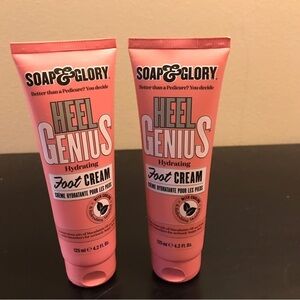 SOAP & GLORY
Better than a Pedicure? You decide
HEEL
GENIUS
Hydrating
Foot CREAM
CRÈME HYDRATANTE POUR LES PIEDS
125 ml e 4.2 FL. OZ.
SOAP & GLORY
Better than a Pedicure? You decide
HEEL
GENIUS
Hydrating
Foot CREAM
CRÈME HYDRATANTE POUR LES PIEDS
125 ml e 4.2 FL. OZ.